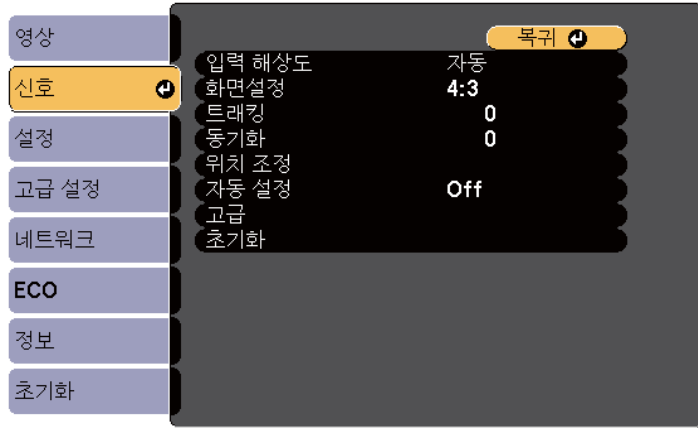 영상
신호
설정
고급 설정
네트워크
ECO
정보
초기화
복귀
입력 해상도 자동
화면설정 4:3
트래킹 0
동기화 0
위치 조정
자동 설정 Off
고급
초기화